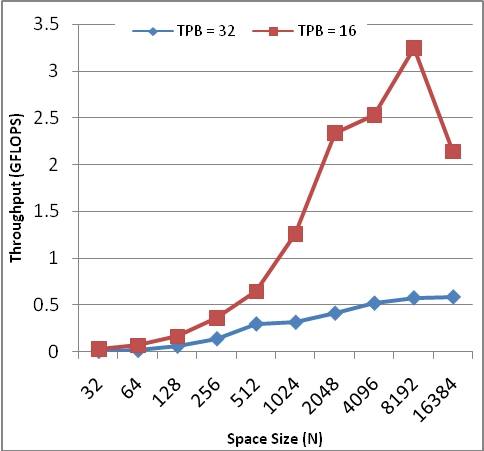 TPB = 32 TPB = 16
3.5
3
2.5
2
1.5
1
0.5
0
Throughput (GFLOPS)
32 64 128 256 512 1024 2048 4096 8192 16384
Space Size (N)